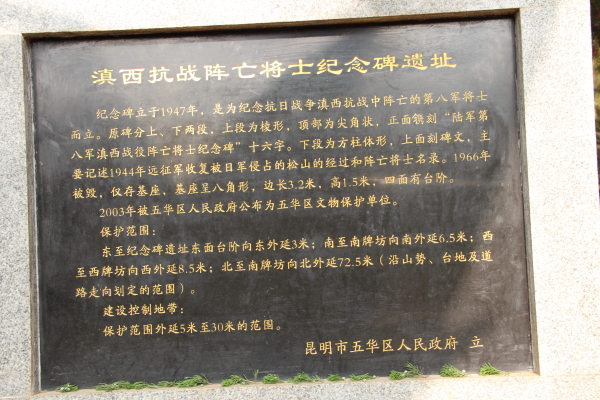 滇西抗战阵亡将士纪念碑遗址
纪念碑立于1947年，是为纪念抗日战争滇西抗战中阵亡的第八军将士
而立。原碑分上、下两段，上段为棱形，顶部为尖角状，正面镌刻“陆军第
八军滇西战役阵亡将士纪念碑”十六字。下段为方柱体形，上面刻碑文，主
要记述1944年远征军收复被日军侵占的松山的经过和阵亡将士名录。1966年
被毁，仅存基座，基座呈八角形，边长3.2米，高1.5米，四面有台阶。
2003年被五华区人民政府公布为五华区文物保护单位。
保护范围：
东至纪念碑遗址东面台阶向东外延3米；南至南牌坊向南外延6.5米；西
至西牌坊向西外延8.5米；北至南牌坊向北外延72.5米（沿山势、台地及道
路走向划定的范围）。
建设控制地带：
保护范围外延5米至30米的范围。
昆明市五华区人民政府 立